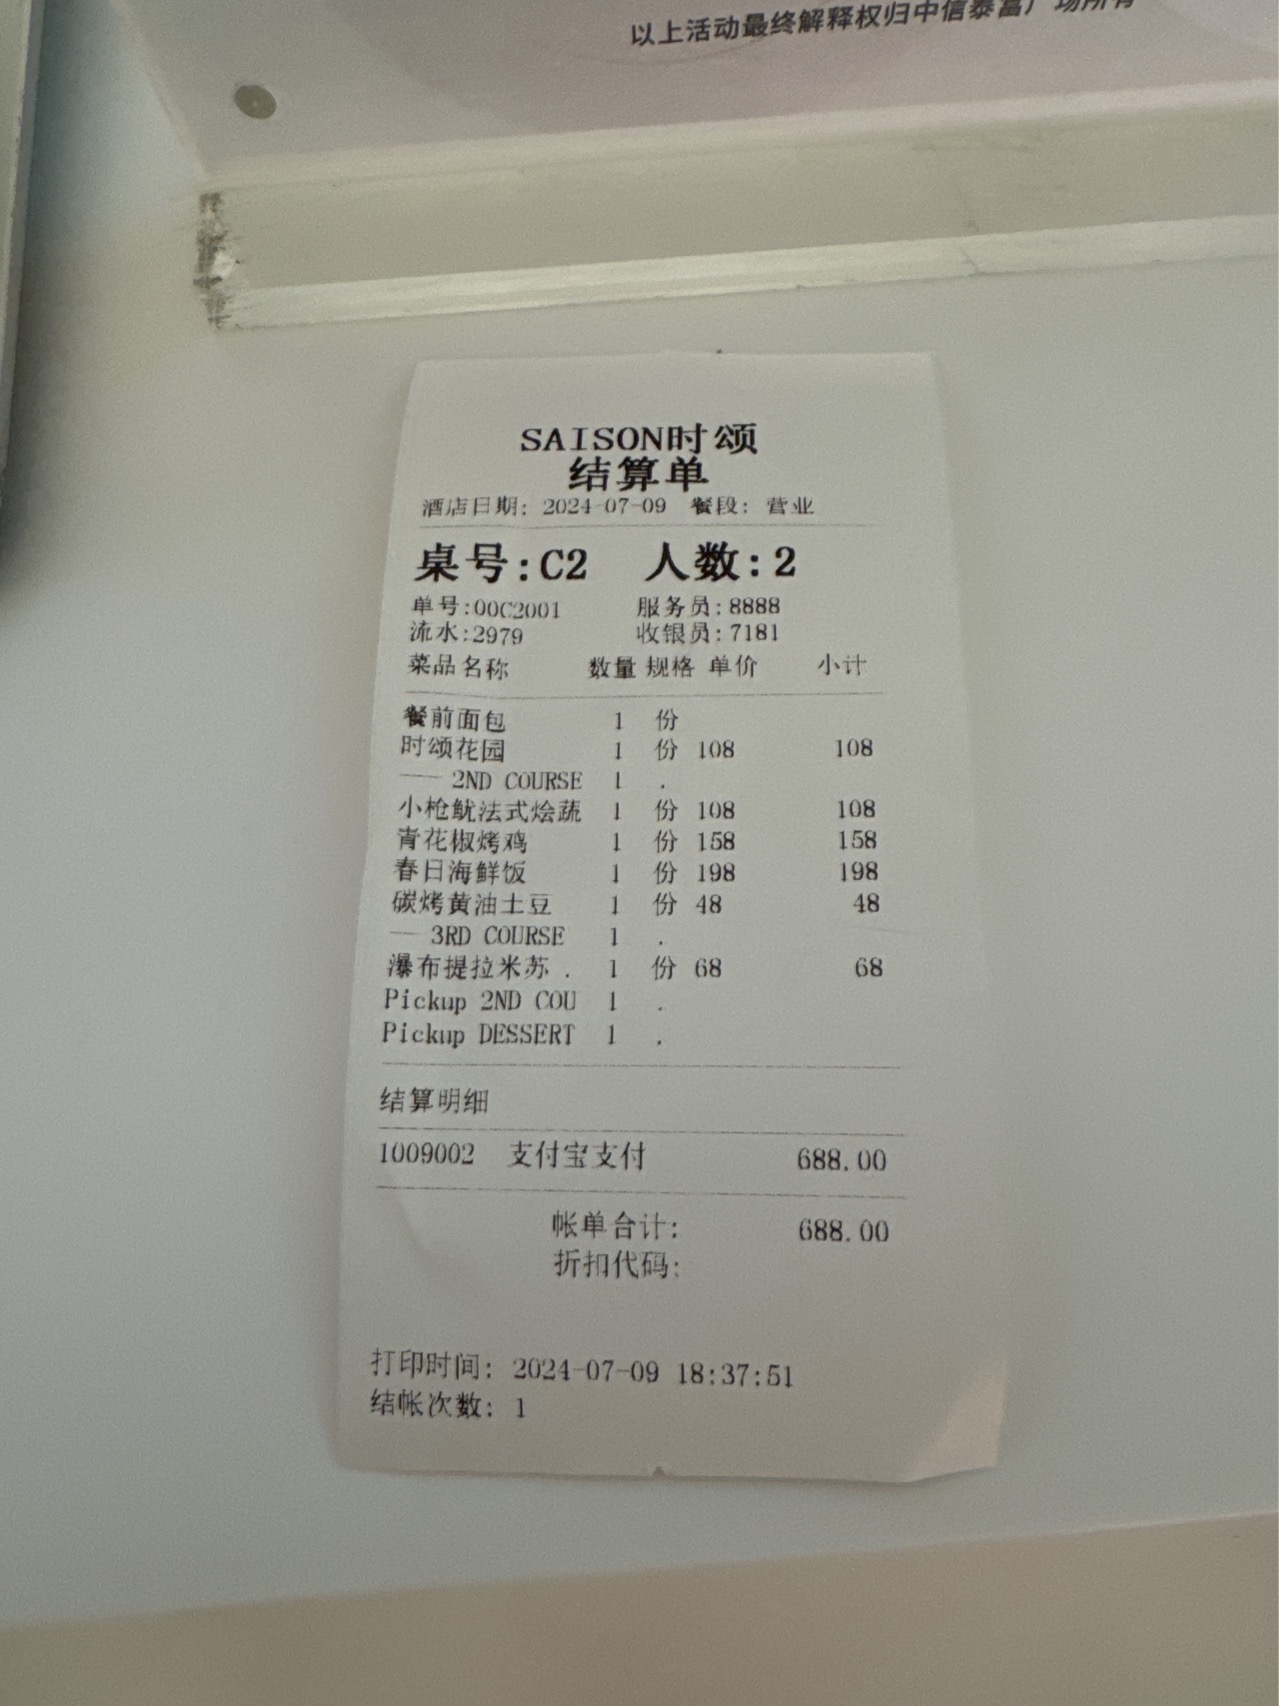 以上活动最终解释权归中信泰富广场所有
SAISON时颂
结算单
酒店日期: 2024-07-09 餐段: 营业
桌号:C2 人数:2
单号:00C2001 服务员:8888
流水:2979 收银员:7181
菜品名称 数量 规格 单价 小计
餐前面包 1 份
时颂花园 1 份 108 108
—— 2ND COURSE 1 .
小枪鱿法式烩蔬 1 份 108 108
青花椒烤鸡 1 份 158 158
春日海鲜饭 1 份 198 198
碳烤黄油土豆 1 份 48 48
— 3RD COURSE 1 .
瀑布提拉米苏 . 1 份 68 68
Pickup 2ND COU 1 .
Pickup DESSERT 1 .
结算明细
1009002 支付宝支付 688.00
帐单合计: 688.00
折扣代码:
打印时间: 2024-07-09 18:37:51
结帐次数: 1